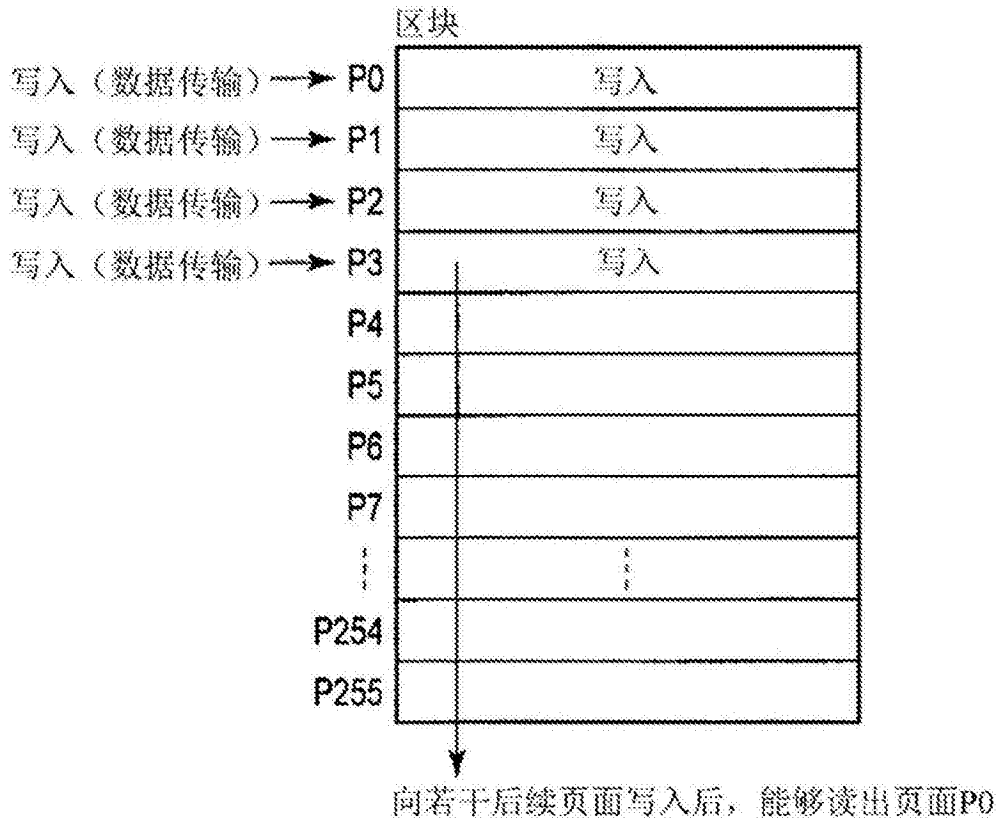 区块
写入（数据传输） P0 写入
写入（数据传输） P1 写入
写入（数据传输） P2 写入
写入（数据传输） P3 写入
P4
P5
P6
P7
P254
P255
向若干后续页面写入后，能够读出页面P0